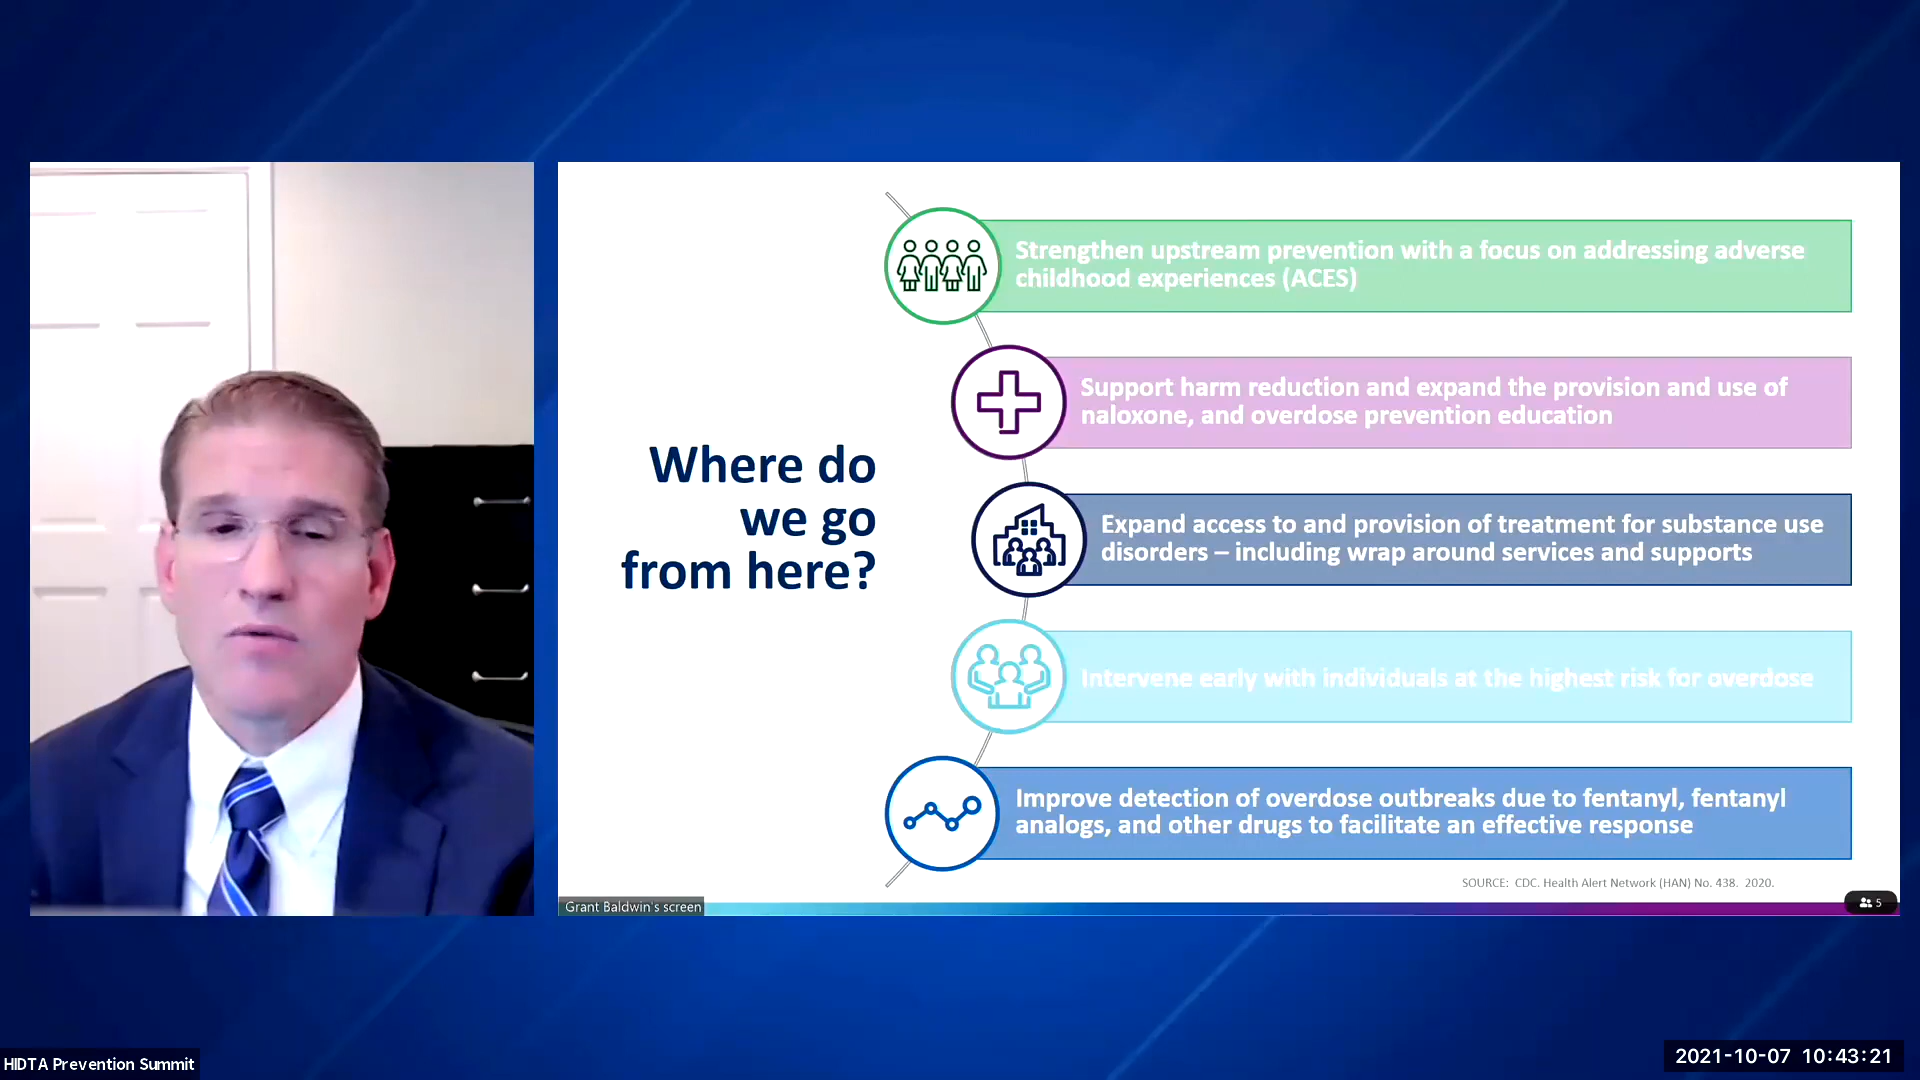 Where do
we go
from here?
Strengthen upstream prevention with a focus on addressing adverse
childhood experiences (ACES)
Support harm reduction and expand the provision and use of
naloxone, and overdose prevention education
Expand access to and provision of treatment for substance use
disorders – including wrap around services and supports
Intervene early with individuals at the highest risk for overdose
Improve detection of overdose outbreaks due to fentanyl, fentanyl
analogs, and other drugs to facilitate an effective response
SOURCE: CDC. Health Alert Network (HAN) No. 438. 2020.
Grant Baldwin's screen
5
HIDTA Prevention Summit
2021-10-07 10:43:21